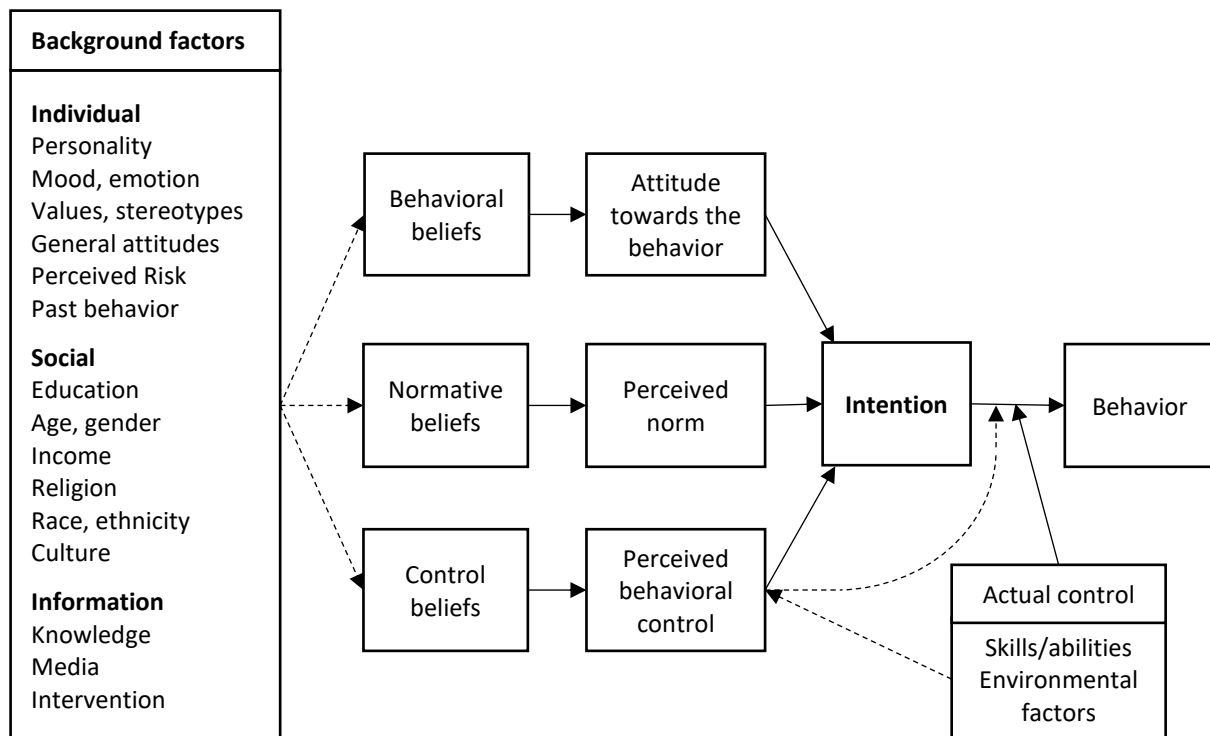 Background factors
Individual
Personality
Mood, emotion
Values, stereotypes
General attitudes
Perceived Risk
Past behavior
Social
Education
Age, gender
Income
Religion
Race, ethnicity
Culture
Information
Knowledge
Media
Intervention
Behavioral
beliefs
Attitude
towards the
behavior
Normative
beliefs
Perceived
norm
Intention
Behavior
Control
beliefs
Perceived
behavioral
control
Actual control
Skills/abilities
Environmental
factors